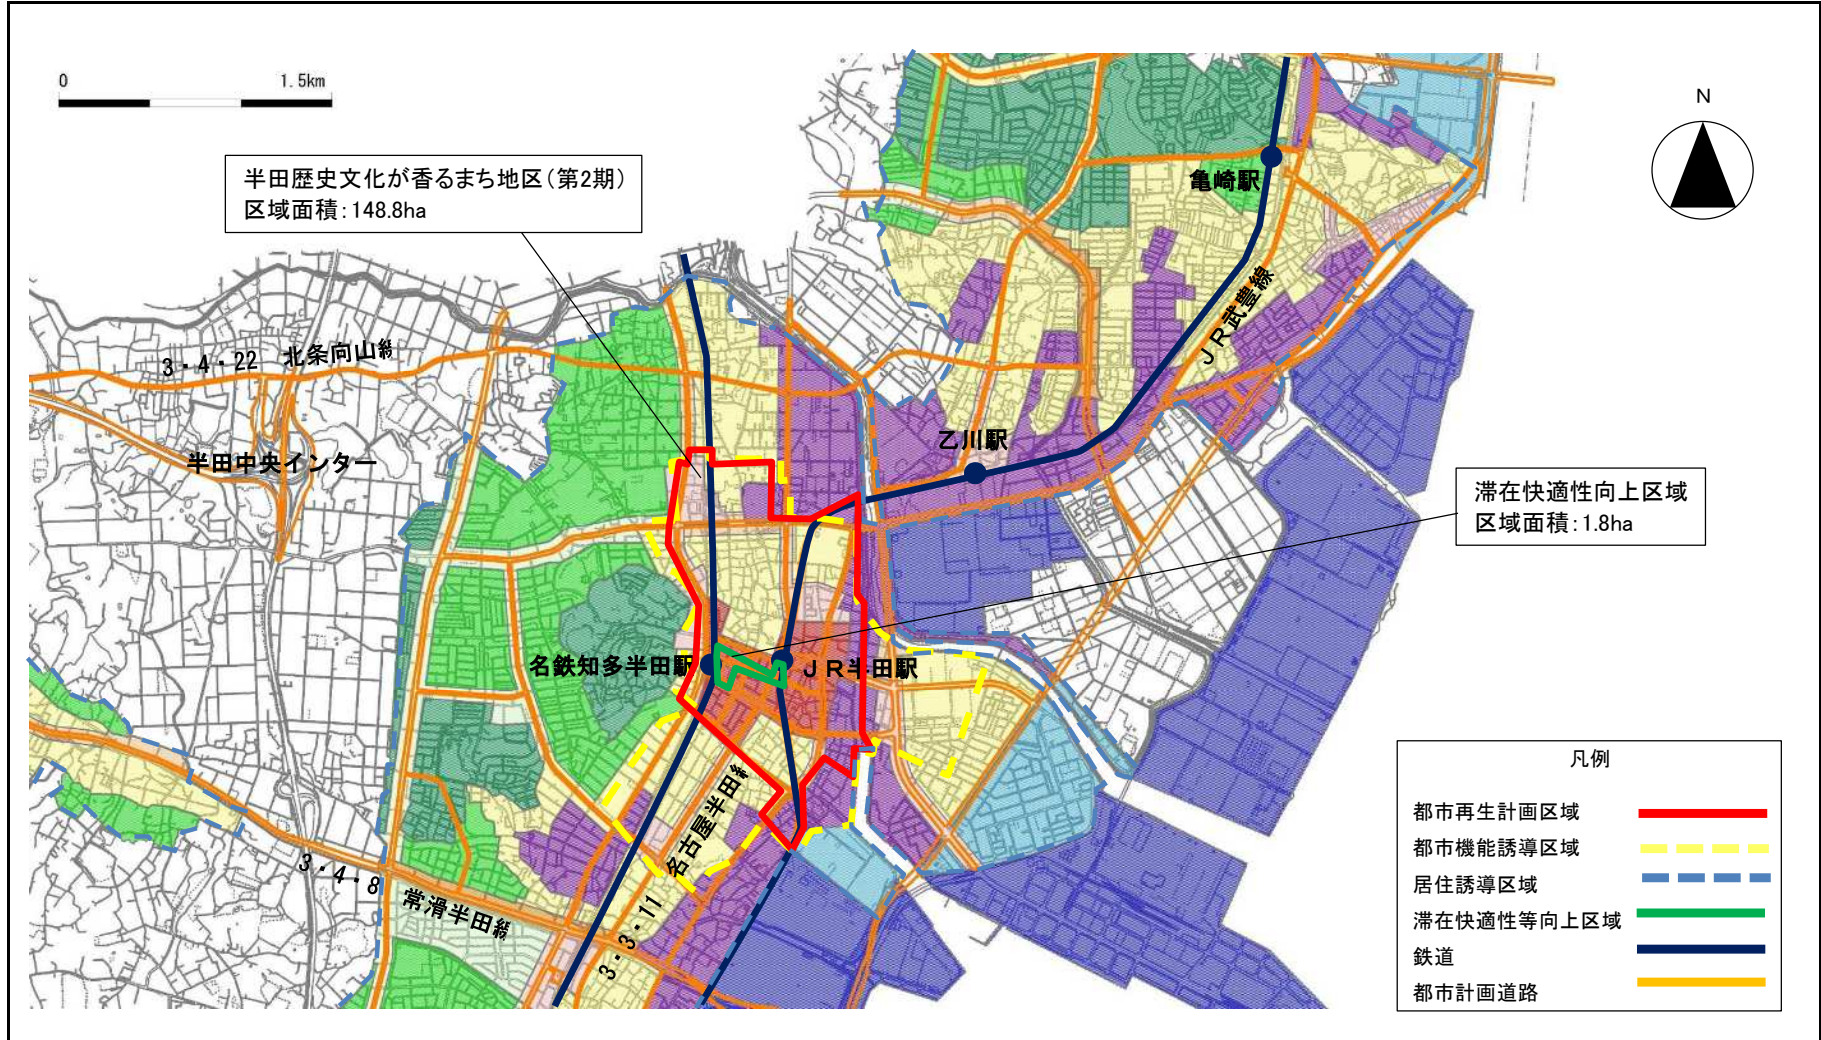 0 1.5km
N
半田歴史文化が香るまち地区(第2期)
区域面積:148.8ha
亀崎駅
JR武豊線
3・4・22 北条向山線
半田中央インター
乙川駅
滞在快適性向上区域
区域面積:1.8ha
名鉄知多半田駅
JR半田駅
名古屋半田線
3・3・11
3・4・8
常滑半田線
凡例
都市再生計画区域
都市機能誘導区域
居住誘導区域
滞在快適性等向上区域
鉄道
都市計画道路